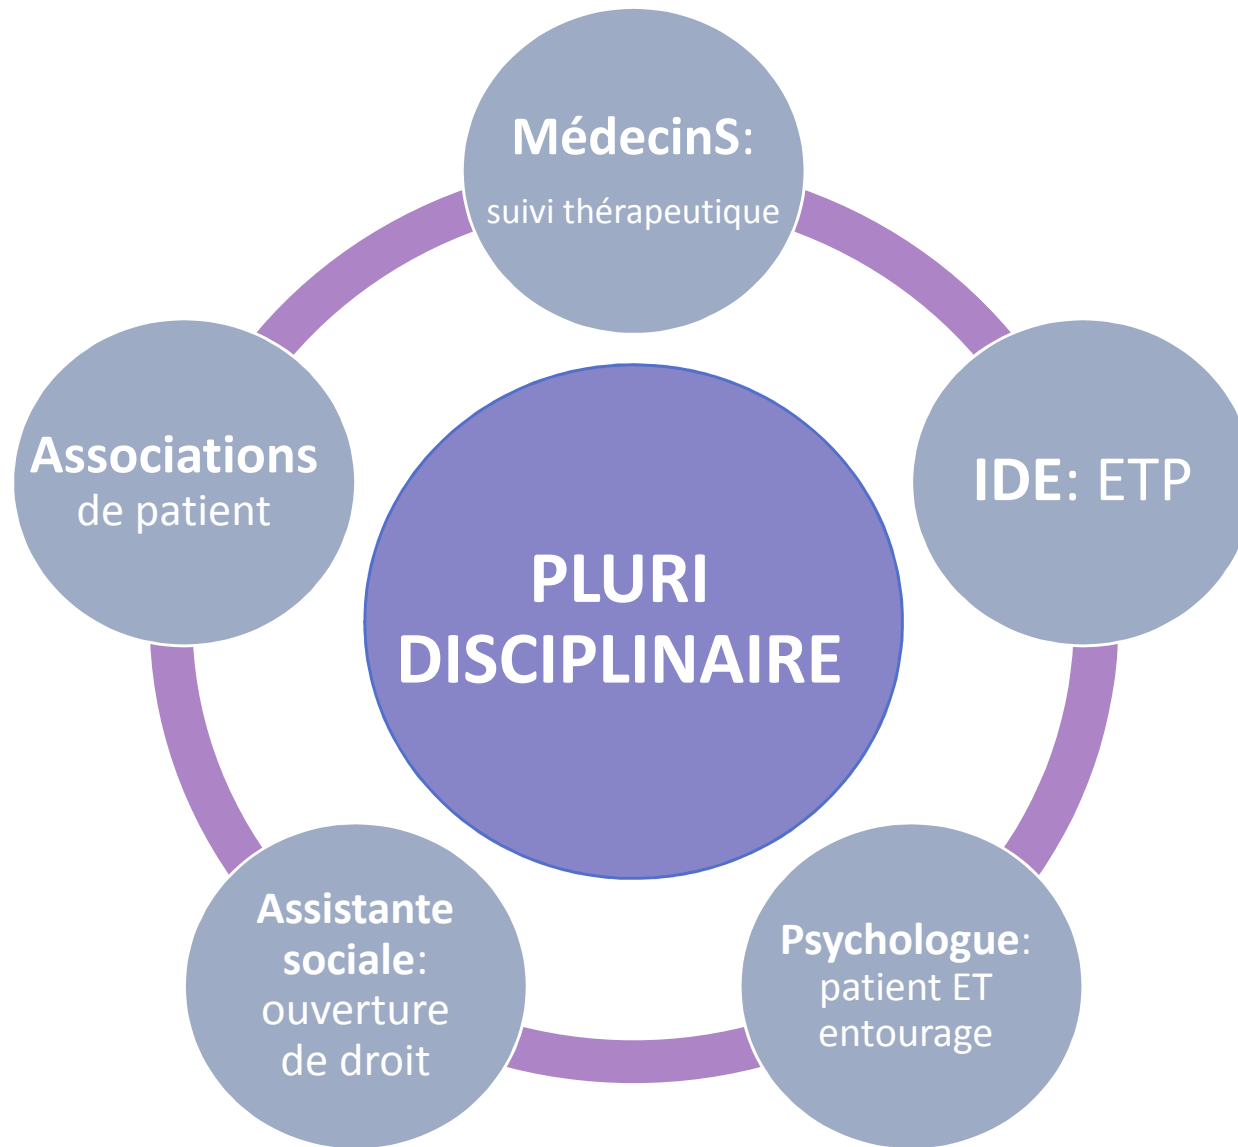 MédecinS:
suivi thérapeutique
IDE: ETP
Psychologue:
patient ET
entourage
Assistante
sociale:
ouverture
de droit
Associations
de patient
PLURI
DISCIPLINAIRE